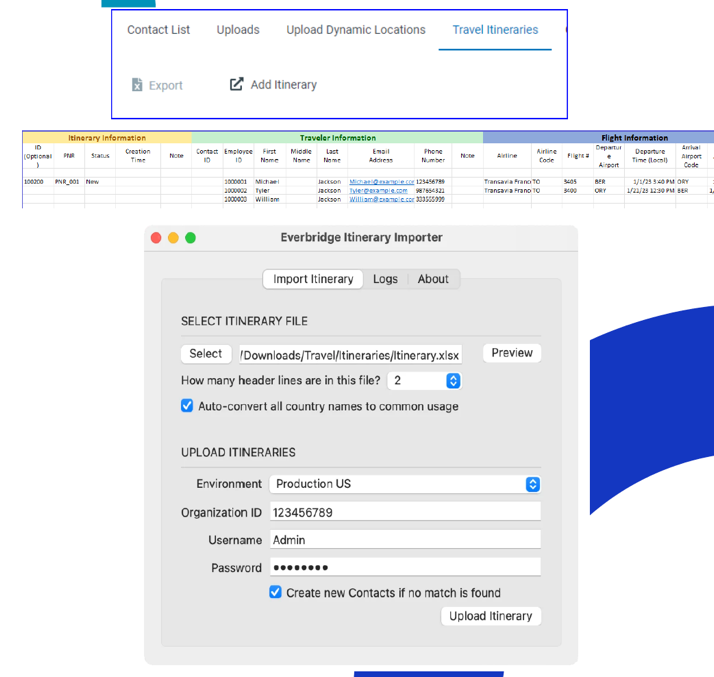 Contact List Uploads Upload Dynamic Locations Travel Itineraries
Export Add Itinerary
Itinerary Information Traveler Information Flight Information
ID (Optional) PNR Status Creation Time Note Contact ID Employee ID First Name Middle Name Last Name Email Address Phone Number Note Airline Airline Code Flight # Departure Airport Departure Time (Local) Arrival Airport Code
100200 PNR_001 New 1000001 Michael Jackson Michael@example.cor 123456789 Transavia Franc TO 3405 BER 1/1/23 3:40 PM ORY
1000002 Tyler Jackson Tyler@example.com 987654321 Transavia Franc TO 3400 ORY 1/21/23 12:30 PM BER 1/
1000003 William Jackson William@example.cor 333555999
Everbridge Itinerary Importer
Import Itinerary Logs About
SELECT ITINERARY FILE
Select /Downloads/Travel/Itineraries/Itinerary.xlsx Preview
How many header lines are in this file? 2
Auto-convert all country names to common usage
UPLOAD ITINERARIES
Environment Production US
Organization ID 123456789
Username Admin
Password ••••••••
Create new Contacts if no match is found
Upload Itinerary